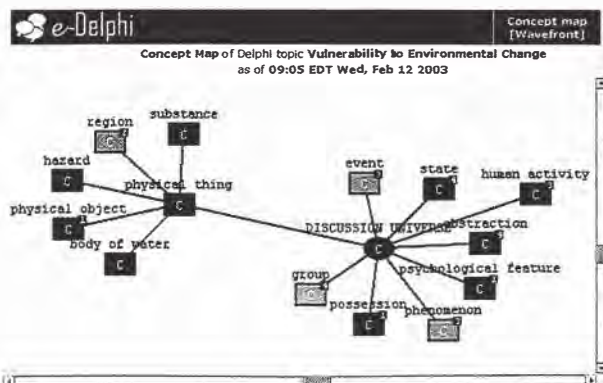 e-Delphi
Concept map
[Wavefront]
Concept Map of Delphi topic Vulnerability to Environmental Change
as of 09:05 EDT Wed, Feb 12 2003
substance
region
C
C
hazard
event
state
human activity
C
physical thing
C
C
C
C
physical object
DISCUSSION UNIVERSE
abstraction
C
body of water
C
C
C
group
psychological feature
C
C
possession
phenomenon
C
C